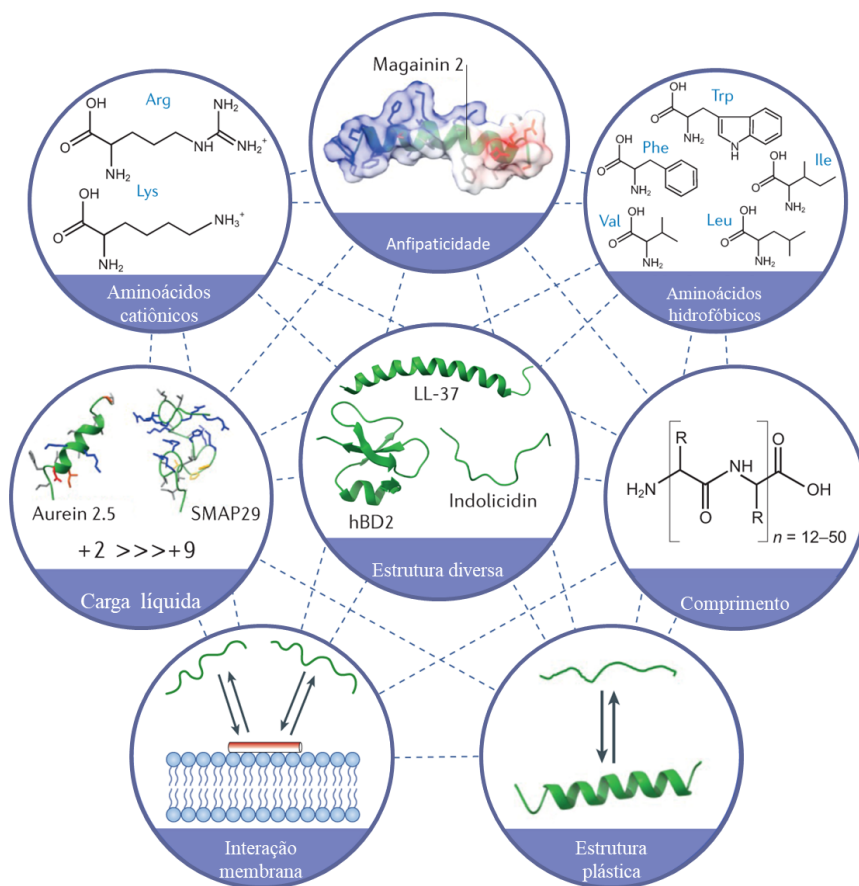 Arg
OH
NH₂
O
NH
NH₂⁺
NH₂
Lys
OH
O
NH₃⁺
NH₂
Aminoácidos
catiônicos
Magainin 2
Anfipaticidade
Trp
OH
O
NH₂
N
H
Phe
OH
O
NH₂
Ile
OH
O
NH₂
Val
OH
O
NH₂
Leu
OH
O
NH₂
Aminoácidos
hidrofóbicos
Aurein 2.5
SMAP29
+2 >>>+9
Carga líquida
LL-37
hBD2
Indolicidin
Estrutura diversa
R
O
H₂N
NH
OH
O
R
n = 12–50
Comprimento
Interação
membrana
Estrutura
plástica